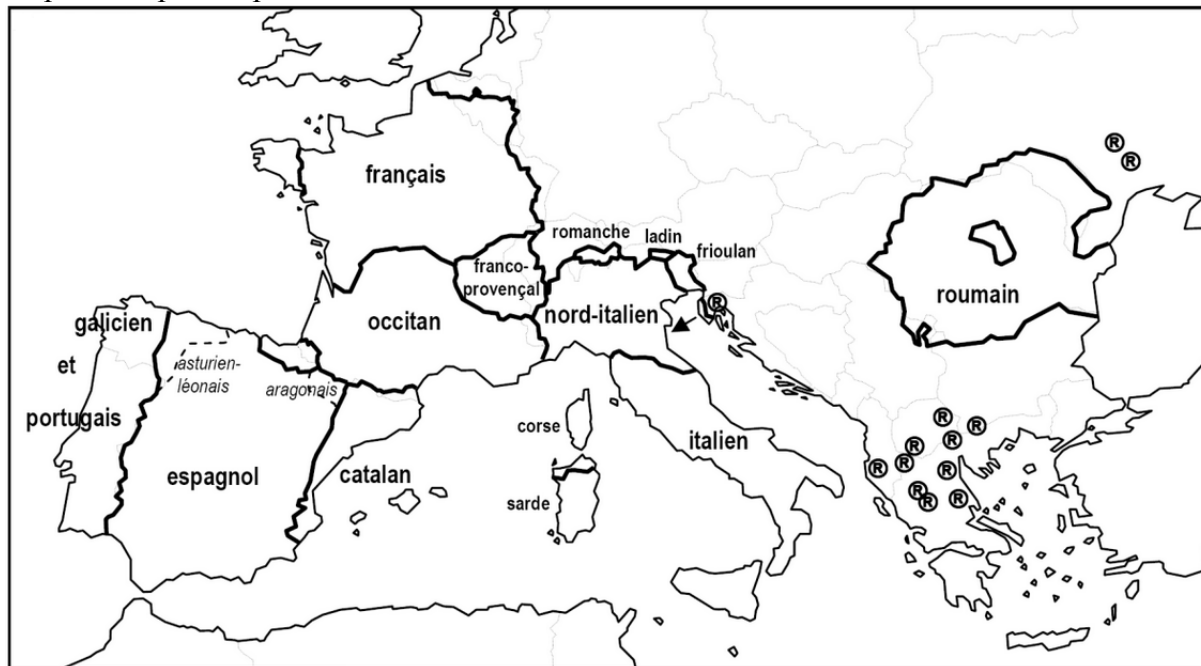 français
romanche
ladin
frioulan
franco-
provençal
occitan
nord-italien
roumain
galicien
et
portugais
asturien-
léonais
aragonais
espagnol
catalan
corse
sarde
italien
Ⓡ
Ⓡ
Ⓡ
Ⓡ
Ⓡ
Ⓡ
Ⓡ
Ⓡ
Ⓡ
Ⓡ
Ⓡ
Ⓡ
Ⓡ